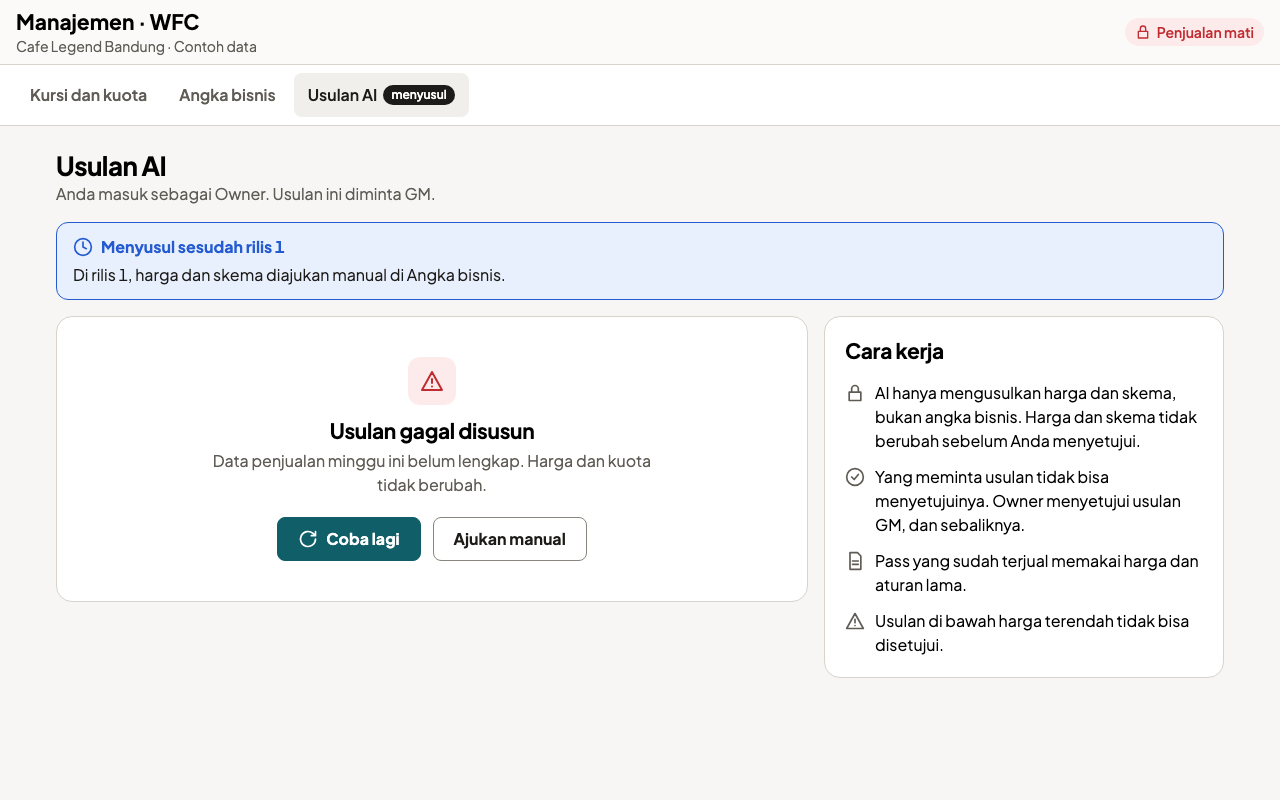 Manajemen · WFC
Cafe Legend Bandung · Contoh data
Penjualan mati
Kursi dan kuota
Angka bisnis
Usulan AI
menyusul
Usulan AI
Anda masuk sebagai Owner. Usulan ini diminta GM.
Menyusul sesudah rilis 1
Di rilis 1, harga dan skema diajukan manual di Angka bisnis.
Usulan gagal disusun
Data penjualan minggu ini belum lengkap. Harga dan kuota
tidak berubah.
Coba lagi
Ajukan manual
Cara kerja
AI hanya mengusulkan harga dan skema,
bukan angka bisnis. Harga dan skema tidak
berubah sebelum Anda menyetujui.
Yang meminta usulan tidak bisa
menyetujuinya. Owner menyetujui usulan
GM, dan sebaliknya.
Pass yang sudah terjual memakai harga dan
aturan lama.
Usulan di bawah harga terendah tidak bisa
disetujui.